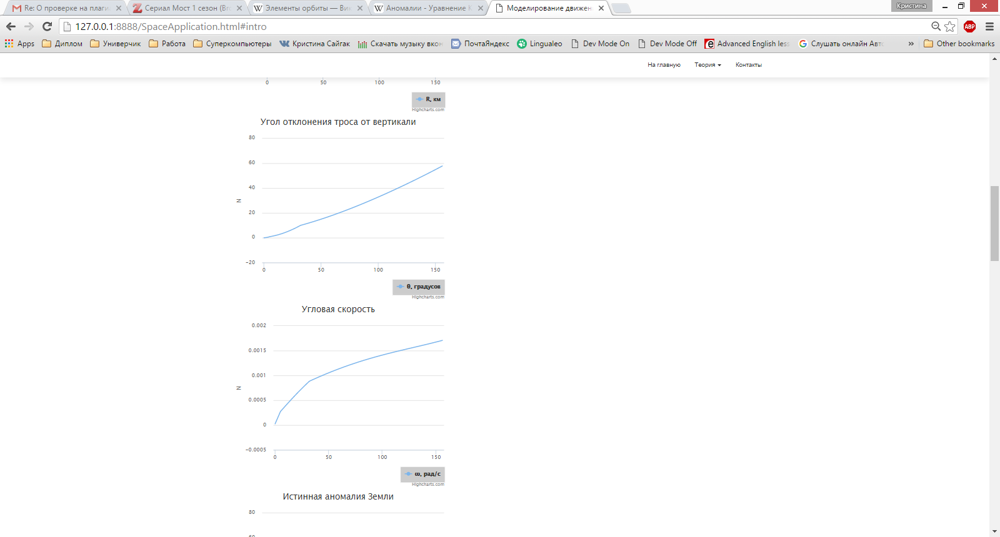 Кристина
Re: О проверке на плаги
Сериал Мост 1 сезон (Bro
Элементы орбиты — Вик
Аномалии - Уравнение К
Моделирование движен
127.0.0.1:8888/SpaceApplication.html#intro
ABP
Apps Диплом Универчик Работа Суперкомпьютеры Кристина Сайгак Скачать музыку вкон ПочтаЯндекс Lingualeo Dev Mode On Dev Mode Off Advanced English less Слушать онлайн Авто » Other bookmarks
На главную Теория Контакты
0 50 100 150
R, км
Highcharts.com
Угол отклонения троса от вертикали
80
60
40
N
20
0
-20
0 50 100 150
θ, градусов
Highcharts.com
Угловая скорость
0.002
0.0015
0.001
N
0.0005
0
-0.0005
0 50 100 150
ω, рад/с
Highcharts.com
Истинная аномалия Земли
80